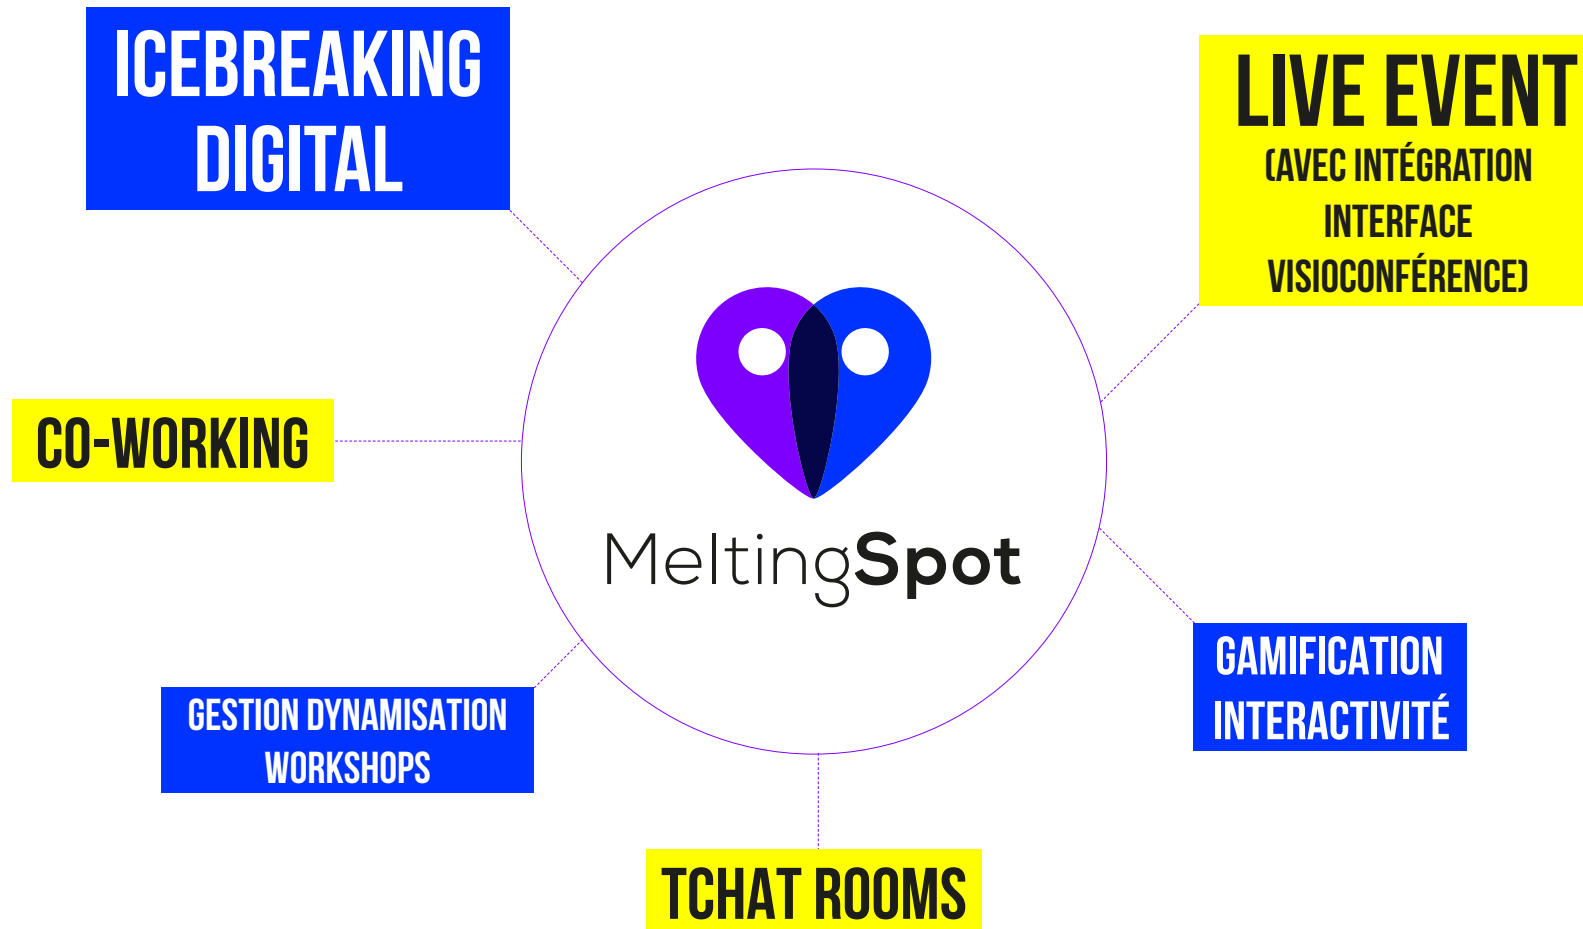 ICEBREAKING
DIGITAL
LIVE EVENT
(AVEC INTÉGRATION
INTERFACE
VISIOCONFÉRENCE)
CO-WORKING
MeltingSpot
GESTION DYNAMISATION
WORKSHOPS
GAMIFICATION
INTERACTIVITÉ
TCHAT ROOMS